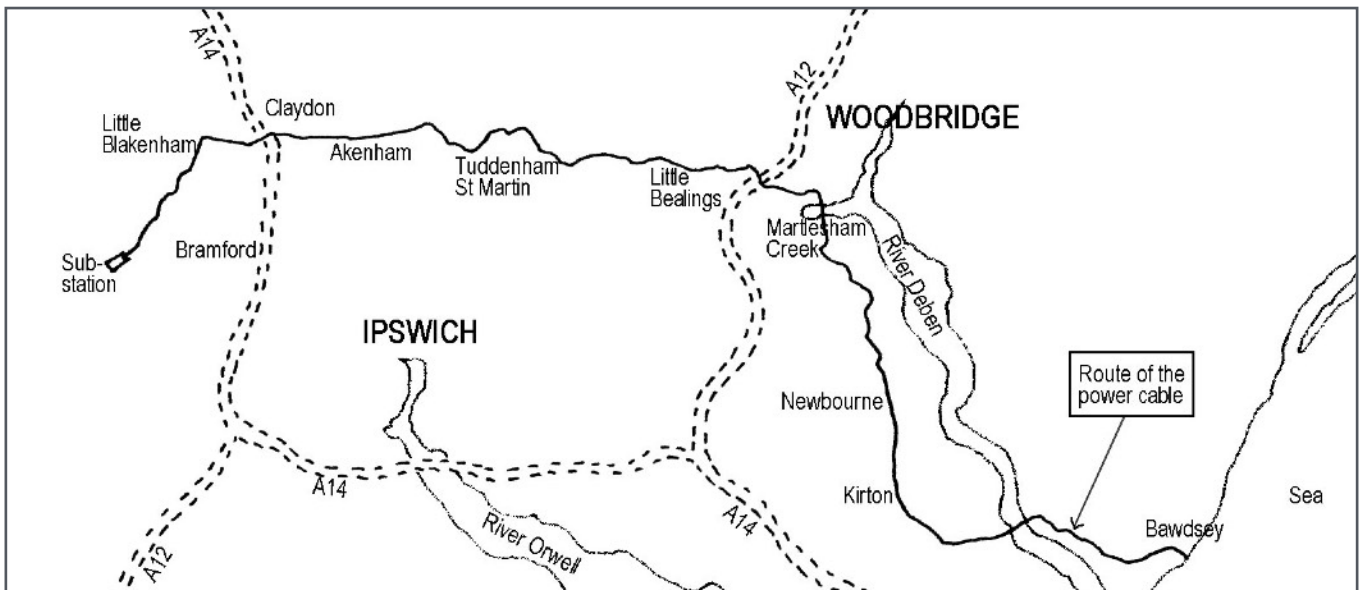 A14
A12
Claydon
Little
Blakenham
WOODBRIDGE
Akenham
Tuddenham
St Martin
Little
Bealings
Martlesham
Creek
Sub-
station
Bramford
River Deben
IPSWICH
Route of the
power cable
Newbourne
A14
Kirton
Sea
A14
Bawdsey
River Orwell
A12